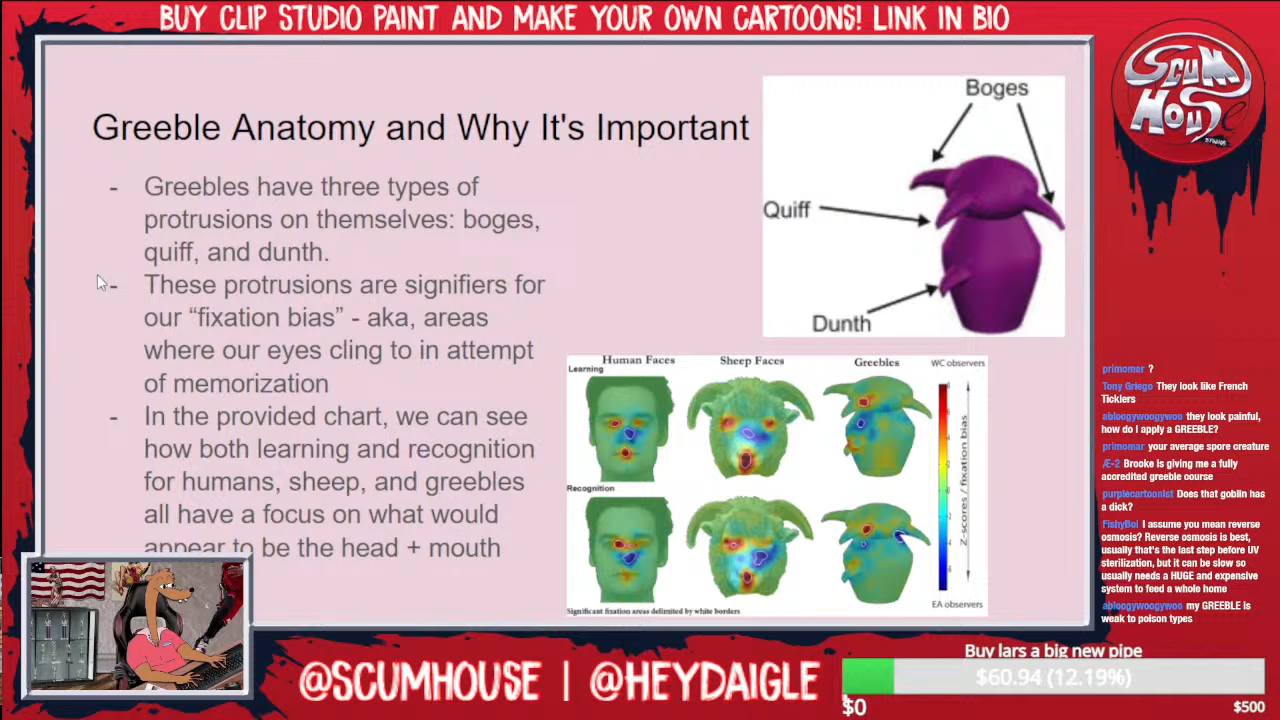 BUY CLIP STUDIO PAINT AND MAKE YOUR OWN CARTOONS! LINK IN BIO
SCUM
HOUSe
STUDIOS
Greeble Anatomy and Why It's Important
- Greebles have three types of
protrusions on themselves: boges,
quiff, and dunth.
- These protrusions are signifiers for
our “fixation bias” - aka, areas
where our eyes cling to in attempt
of memorization
- In the provided chart, we can see
how both learning and recognition
for humans, sheep, and greebles
all have a focus on what would
appear to be the head + mouth
Boges
Quiff
Dunth
Human Faces
Sheep Faces
Greebles
WC observers
Learning
Recognition
Z-scores / fixation bias
EA observers
Significant fixation areas delimited by white borders
primomar ?
Tony Griego They look like French
Ticklers
abloogywoogywoo they look painful,
how do I apply a GREEBLE?
primomar your average spore creature
Æ-2 Brooke is giving me a fully
accredited greeble course
purplecartoonist Does that goblin has
a dick?
FishyBoi I assume you mean reverse
osmosis? Reverse osmosis is best,
usually that's the last step before UV
sterilization, but it can be slow so
usually needs a HUGE and expensive
system to feed a whole home
abloogywoogywoo my GREEBLE is
weak to poison types
@SCUMHOUSE | @HEYDAIGLE
Buy lars a big new pipe
$60.94 (12.19%)
$0
$500